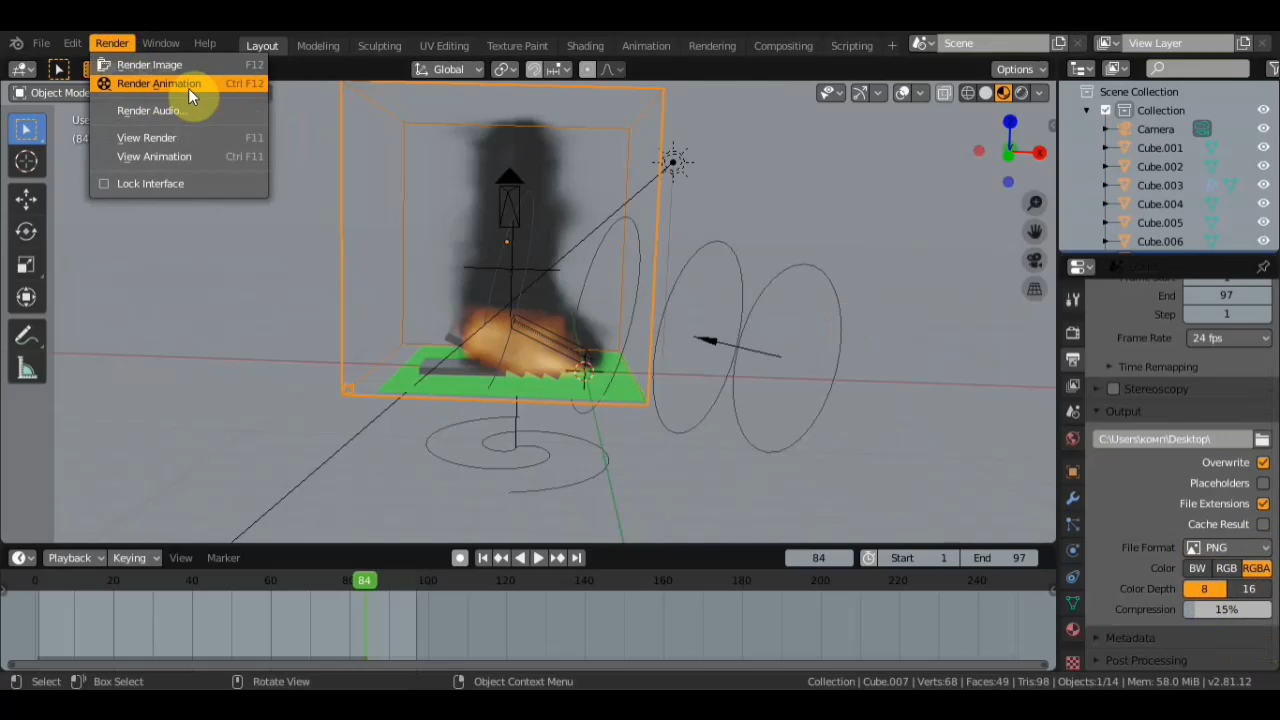 File Edit Render Window Help Layout Modeling Sculpting UV Editing Texture Paint Shading Animation Rendering Compositing Scripting + Scene View Layer
Render Image F12
Render Animation Ctrl F12
Render Audio...
View Render F11
View Animation Ctrl F11
Lock Interface
Global
Options
Object Mode
Use
(84
Scene Collection
Collection
Camera
Cube.001
Cube.002
Cube.003
Cube.004
Cube.005
Cube.006
End 97
Step 1
Frame Rate 24 fps
Time Remapping
Stereoscopy
Output
C:\Users\комп\Desktop\
Overwrite
Placeholders
File Extensions
Cache Result
File Format PNG
Color BW RGB RGBA
Color Depth 8 16
Compression 15%
Metadata
Post Processing
Playback Keying View Marker 84 Start 1 End 97
0 20 40 60 80 84 100 120 140 160 180 200 220 240
Select Box Select Rotate View Object Context Menu Collection | Cube.007 | Verts:68 | Faces:49 | Tris:98 | Objects:1/14 | Mem: 58.0 MiB | v2.81.12